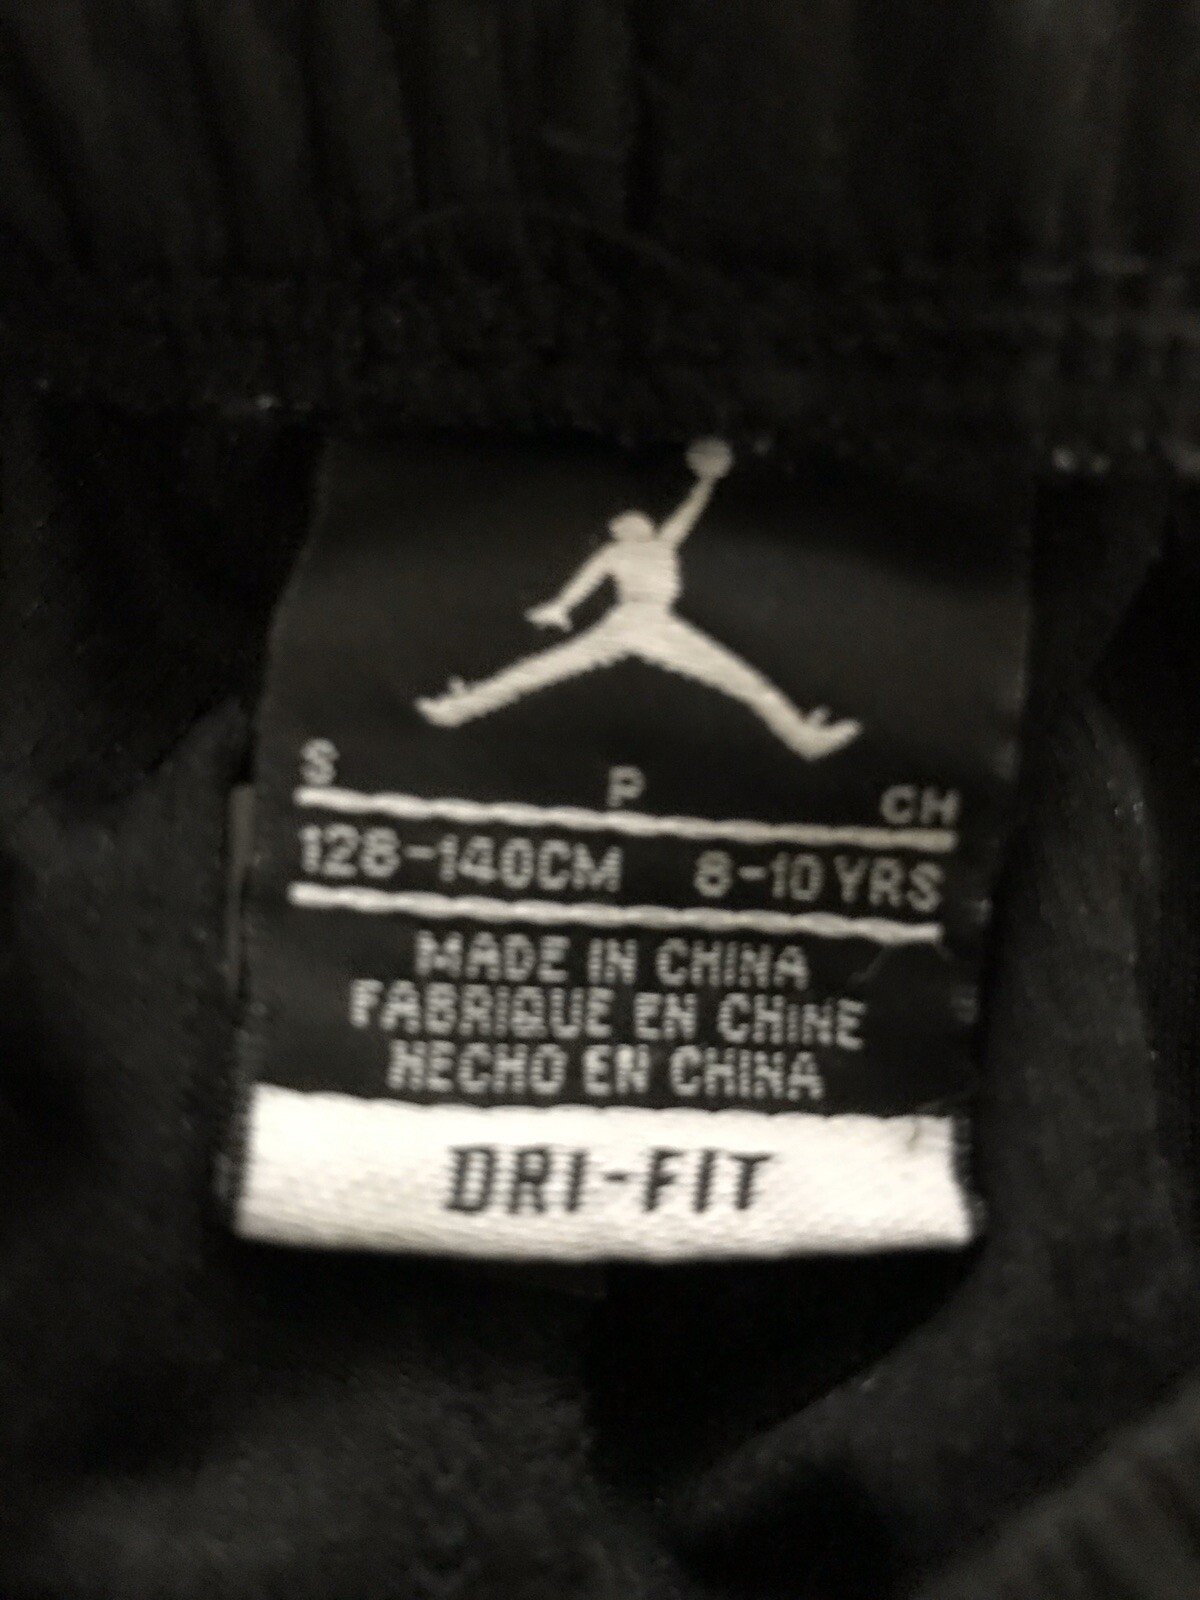 S P CH
128-140CM 8-10 YRS
MADE IN CHINA
FABRIQUE EN CHINE
HECHO EN CHINA
DRI-FIT